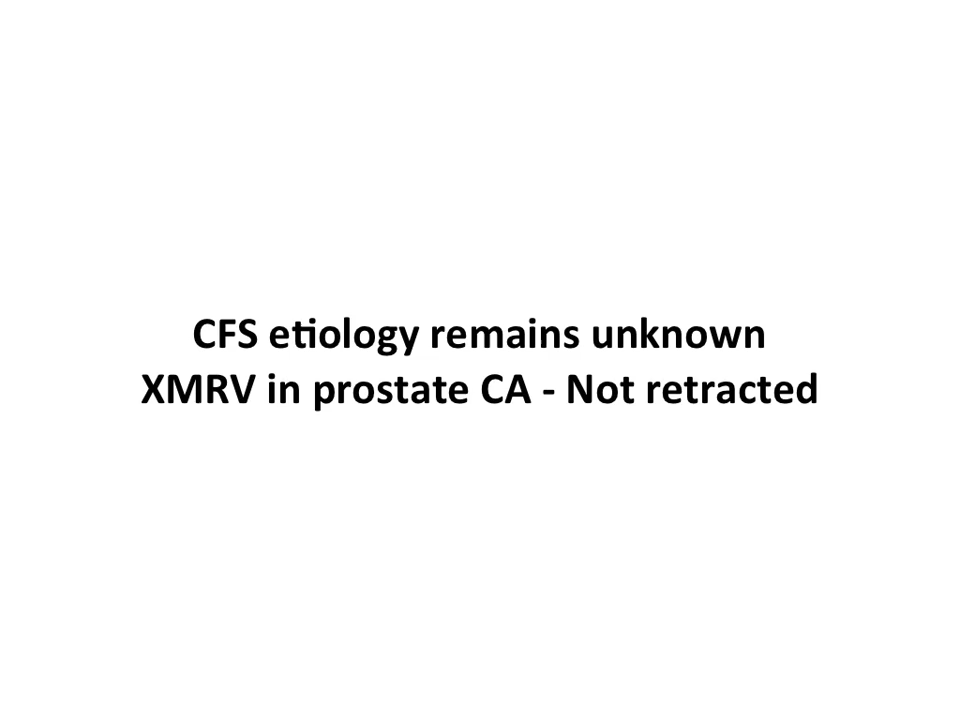 CFS etiology remains unknown
XMRV in prostate CA - Not retracted